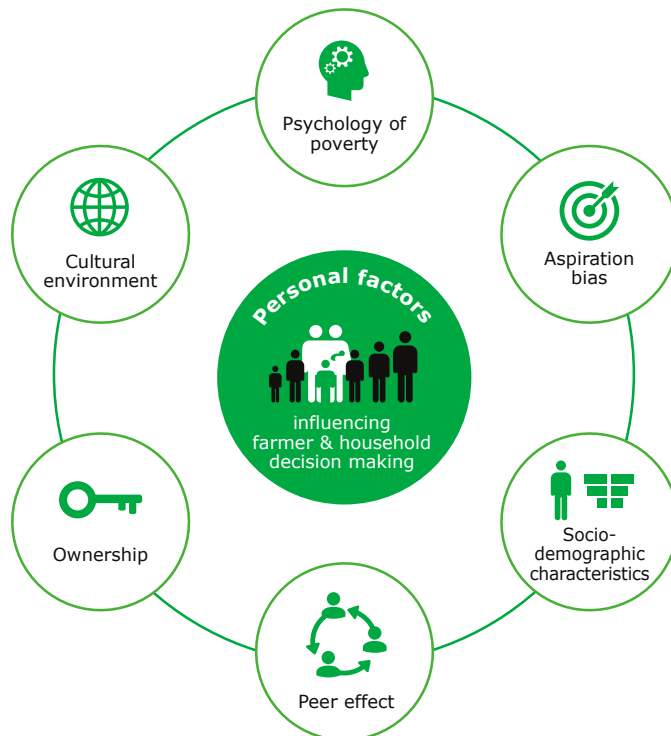 Psychology of
poverty
Cultural
environment
Aspiration
bias
Personal factors
influencing
farmer & household
decision making
Ownership
Socio-
demographic
characteristics
Peer effect